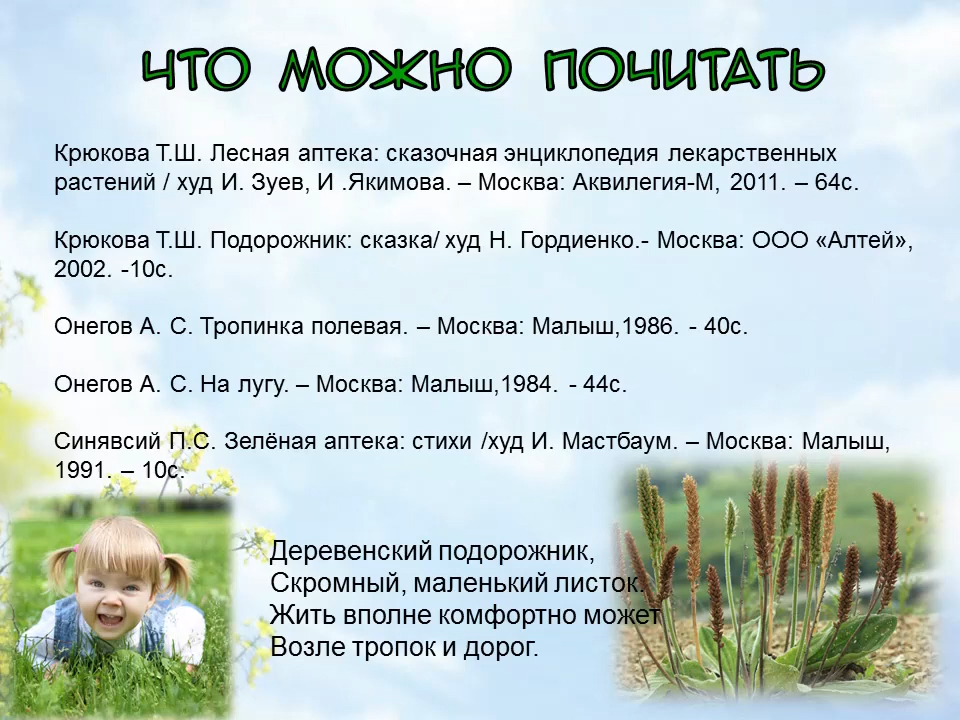 ЧТО МОЖНО ПОЧИТАТЬ
Крюкова Т.Ш. Лесная аптека: сказочная энциклопедия лекарственных
растений / худ И. Зуев, И .Якимова. – Москва: Аквилегия-М, 2011. – 64с.
Крюкова Т.Ш. Подорожник: сказка/ худ Н. Гордиенко.- Москва: ООО «Алтей»,
2002. -10с.
Онегов А. С. Тропинка полевая. – Москва: Малыш,1986. - 40с.
Онегов А. С. На лугу. – Москва: Малыш,1984. - 44с.
Синявсий П.С. Зелёная аптека: стихи /худ И. Мастбаум. – Москва: Малыш,
1991. – 10с.
Деревенский подорожник,
Скромный, маленький листок.
Жить вполне комфортно может
Возле тропок и дорог.